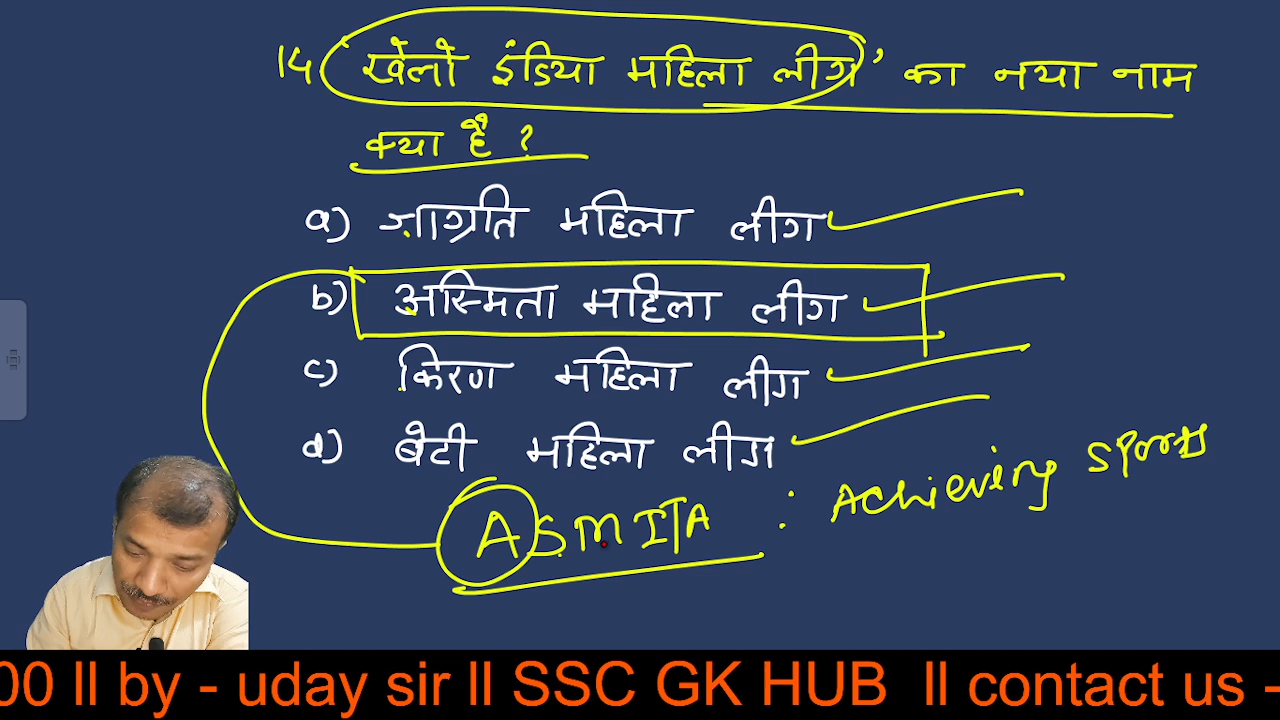 14 खेलो इंडिया महिला लीग' का नया नाम
क्या है ?
a) जाग्रति महिला लीग
b) अस्मिता महिला लीग
c) किरण महिला लीग
d) बेटी महिला लीग
ASMITA : Achieving sports
00 ll by - uday sir ll SSC GK HUB ll contact us -